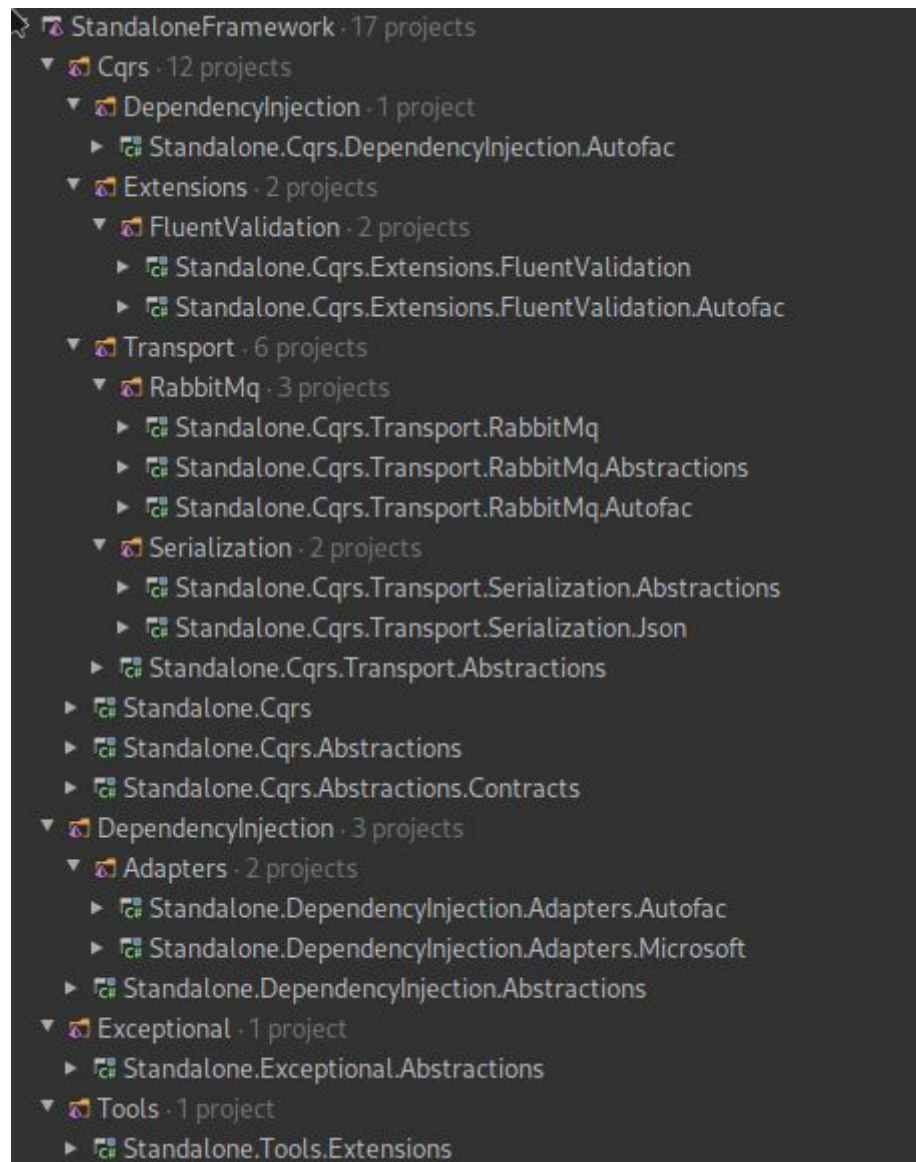 StandaloneFramework · 17 projects
Cqrs · 12 projects
DependencyInjection · 1 project
Standalone.Cqrs.DependencyInjection.Autofac
Extensions · 2 projects
FluentValidation · 2 projects
Standalone.Cqrs.Extensions.FluentValidation
Standalone.Cqrs.Extensions.FluentValidation.Autofac
Transport · 6 projects
RabbitMq · 3 projects
Standalone.Cqrs.Transport.RabbitMq
Standalone.Cqrs.Transport.RabbitMq.Abstractions
Standalone.Cqrs.Transport.RabbitMq.Autofac
Serialization · 2 projects
Standalone.Cqrs.Transport.Serialization.Abstractions
Standalone.Cqrs.Transport.Serialization.Json
Standalone.Cqrs.Transport.Abstractions
Standalone.Cqrs
Standalone.Cqrs.Abstractions
Standalone.Cqrs.Abstractions.Contracts
DependencyInjection · 3 projects
Adapters · 2 projects
Standalone.DependencyInjection.Adapters.Autofac
Standalone.DependencyInjection.Adapters.Microsoft
Standalone.DependencyInjection.Abstractions
Exceptional · 1 project
Standalone.Exceptional.Abstractions
Tools · 1 project
Standalone.Tools.Extensions